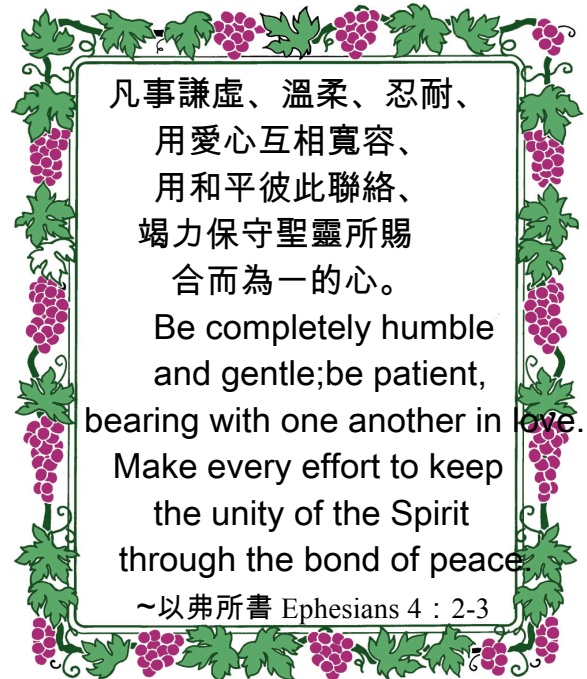 凡事謙虛、溫柔、忍耐、
用愛心互相寬容、
用和平彼此聯絡、
竭力保守聖靈所賜
合而為一的心。
Be completely humble
and gentle;be patient,
bearing with one another in love.
Make every effort to keep
the unity of the Spirit
through the bond of peace.
~以弗所書 Ephesians 4：2-3